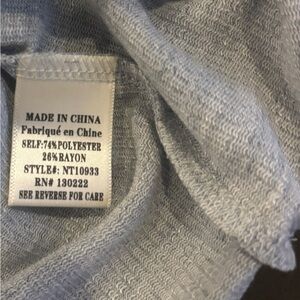 MADE IN CHINA
Fabriqué en Chine
SELF:74%POLYESTER
26%RAYON
STYLE#: NT10933
RN# 130222
SEE REVERSE FOR CARE